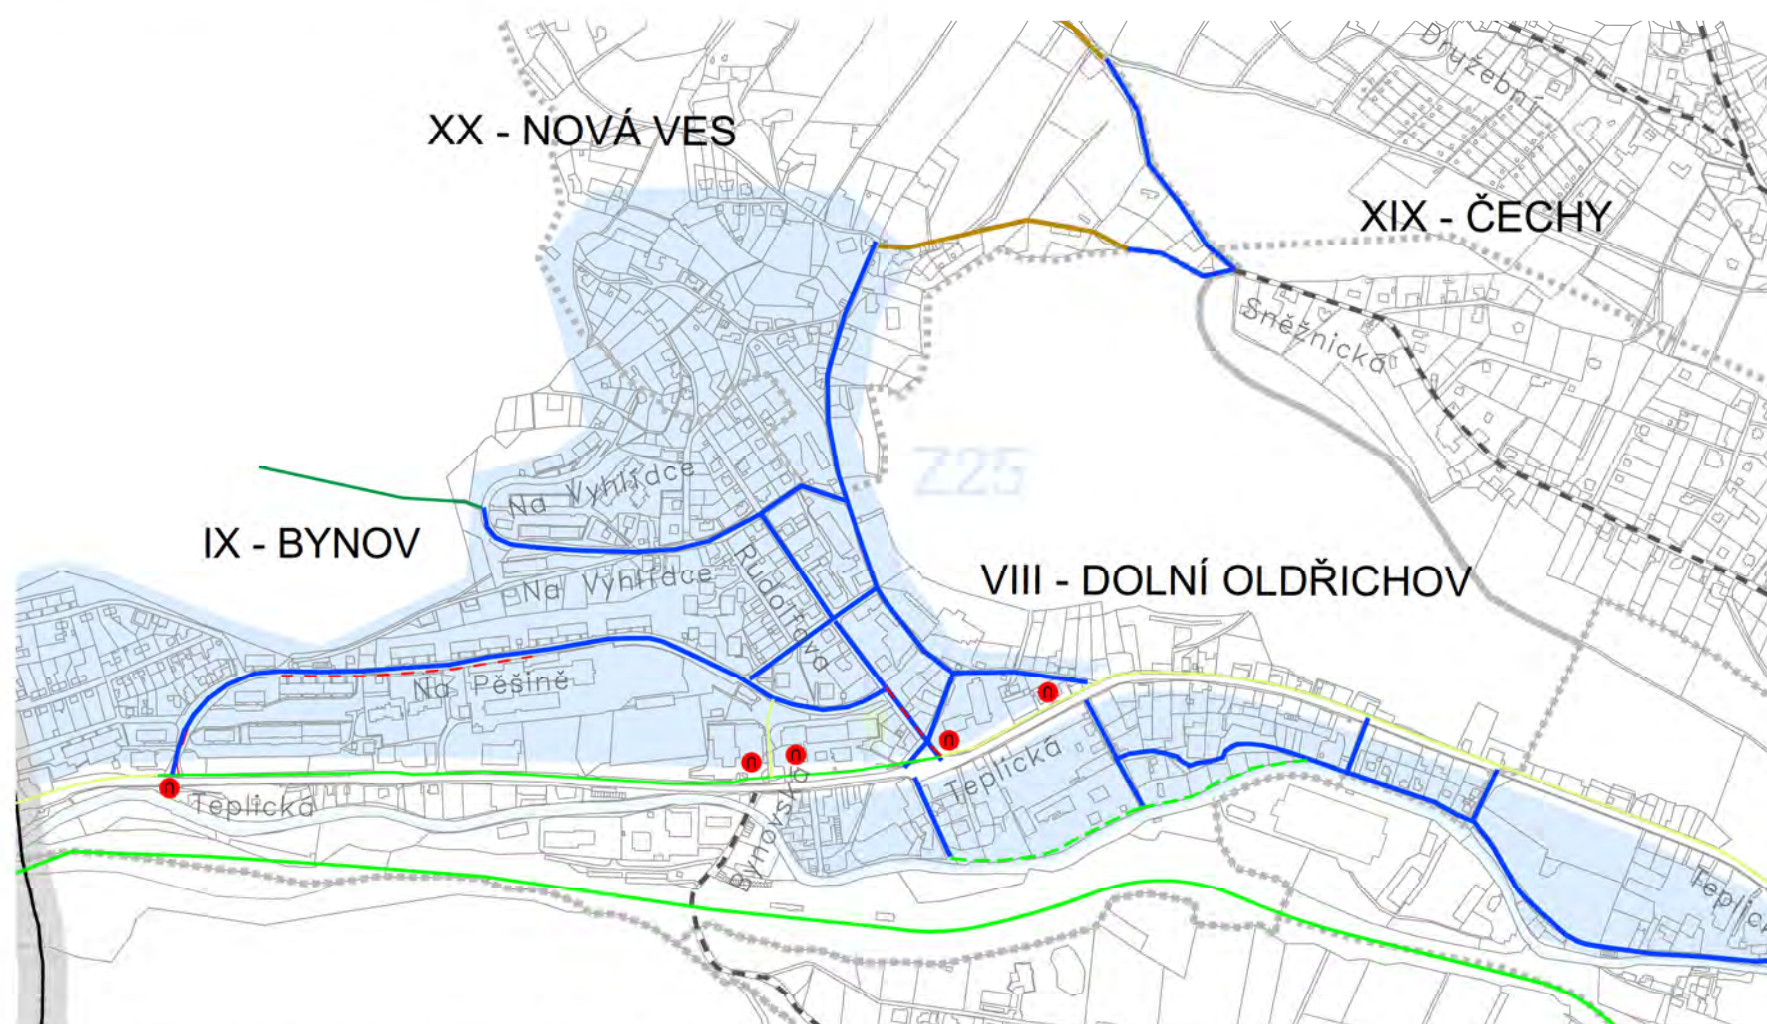 Družební
XX - NOVÁ VES
XIX - ČECHY
Sněžnická
Z25
Na Vyhlídce
IX - BYNOV
Na Vyhlídce
Rudolfova
VIII - DOLNÍ OLDŘICHOV
Na Pěšině
Teplická
Teplická
Bynovská
Teplic